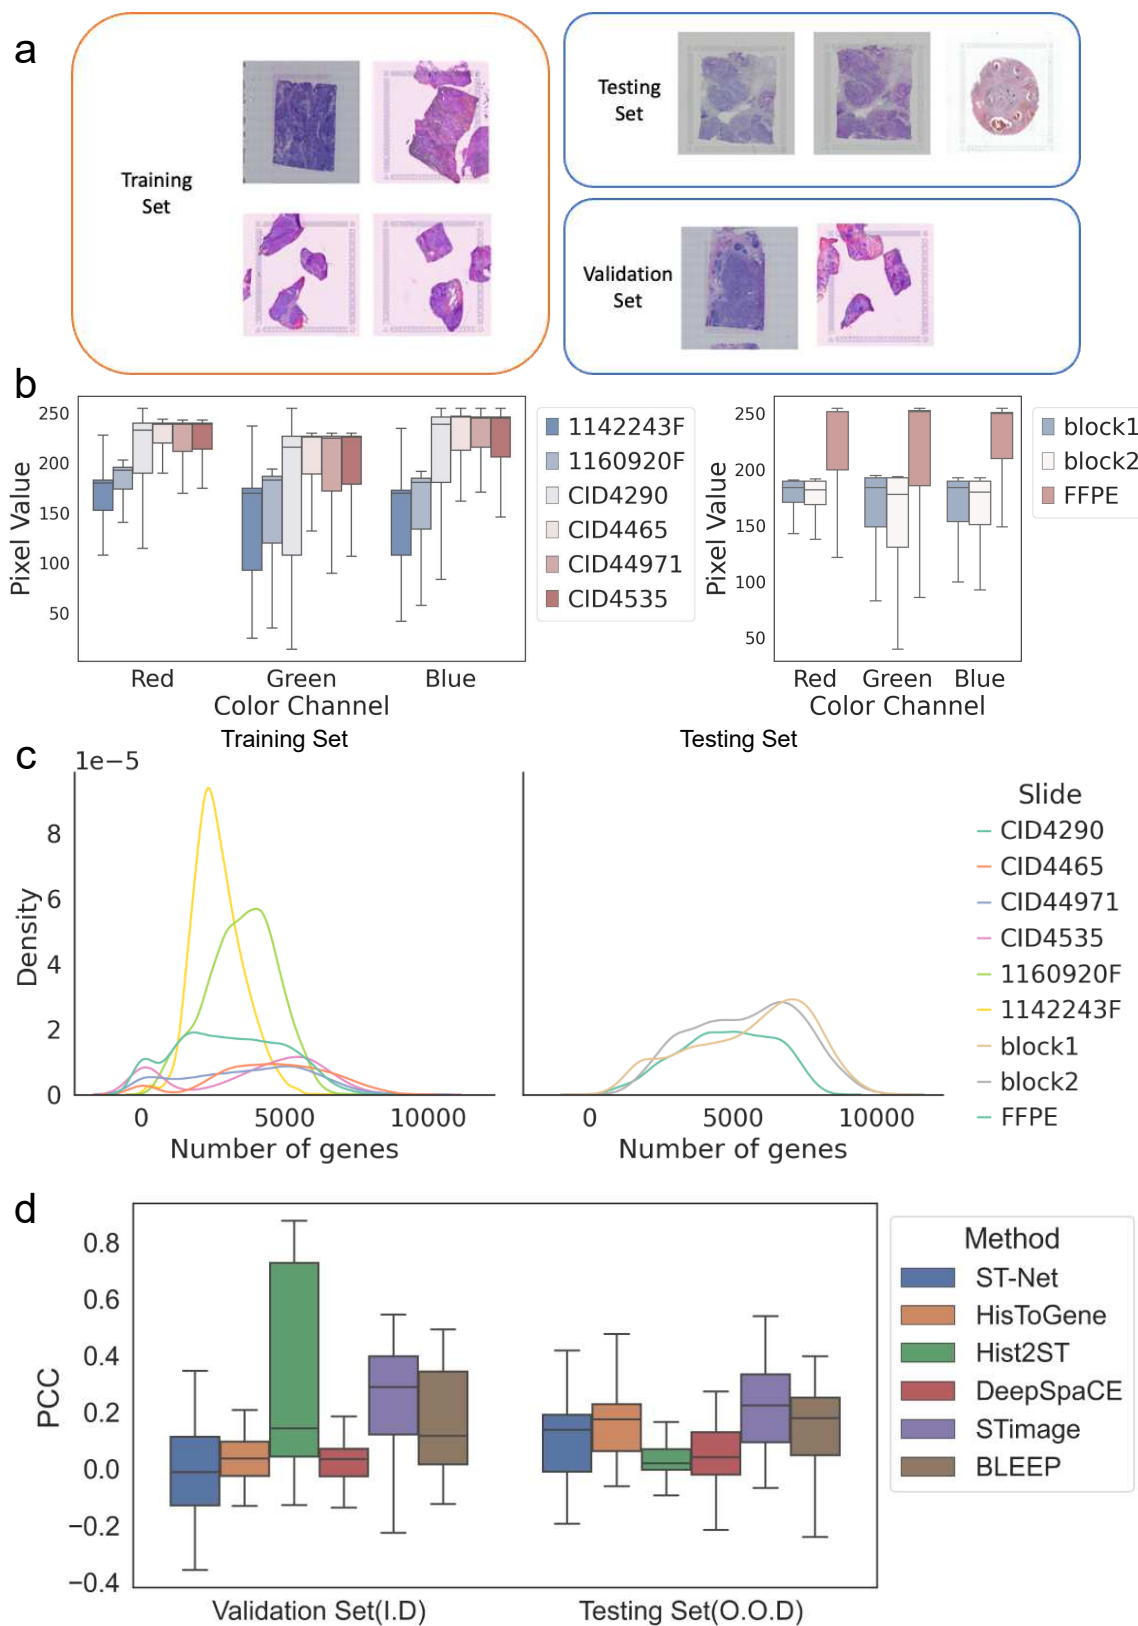 a
Training
Set
Testing
Set
Validation
Set
b
250
200
150
100
50
Pixel Value
Red Green Blue
Color Channel
Training Set
1142243F
1160920F
CID4290
CID4465
CID44971
CID4535
250
200
150
100
50
Pixel Value
Red Green Blue
Color Channel
Testing Set
block1
block2
FFPE
c
1e−5
8
6
4
2
0
Density
0 5000 10000
Number of genes
0 5000 10000
Number of genes
Slide
CID4290
CID4465
CID44971
CID4535
1160920F
1142243F
block1
block2
FFPE
d
0.8
0.6
0.4
0.2
0.0
−0.2
−0.4
PCC
Validation Set(I.D)
Testing Set(O.O.D)
Method
ST-Net
HisToGene
Hist2ST
DeepSpaCE
STimage
BLEEP